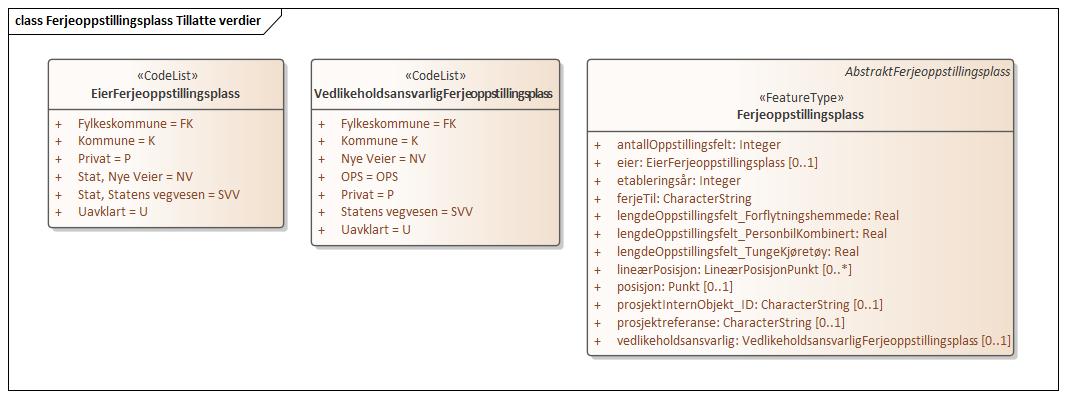 class Ferjeoppstillingsplass Tillatte verdier
«CodeList»
EierFerjeoppstillingsplass
+ Fylkeskommune = FK
+ Kommune = K
+ Privat = P
+ Stat, Nye Veier = NV
+ Stat, Statens vegvesen = SVV
+ Uavklart = U
«CodeList»
VedlikeholdsansvarligFerjeoppstillingsplass
+ Fylkeskommune = FK
+ Kommune = K
+ Nye Veier = NV
+ OPS = OPS
+ Privat = P
+ Statens vegvesen = SVV
+ Uavklart = U
AbstraktFerjeoppstillingsplass
«FeatureType»
Ferjeoppstillingsplass
+ antallOppstillingsfelt: Integer
+ eier: EierFerjeoppstillingsplass [0..1]
+ etableringsår: Integer
+ ferjeTil: CharacterString
+ lengdeOppstillingsfelt_Forflytningshemmede: Real
+ lengdeOppstillingsfelt_PersonbilKombinert: Real
+ lengdeOppstillingsfelt_TungeKjøretøy: Real
+ lineærPosisjon: LineærPosisjonPunkt [0..*]
+ posisjon: Punkt [0..1]
+ prosjektInternObjekt_ID: CharacterString [0..1]
+ prosjektreferanse: CharacterString [0..1]
+ vedlikeholdsansvarlig: VedlikeholdsansvarligFerjeoppstillingsplass [0..1]